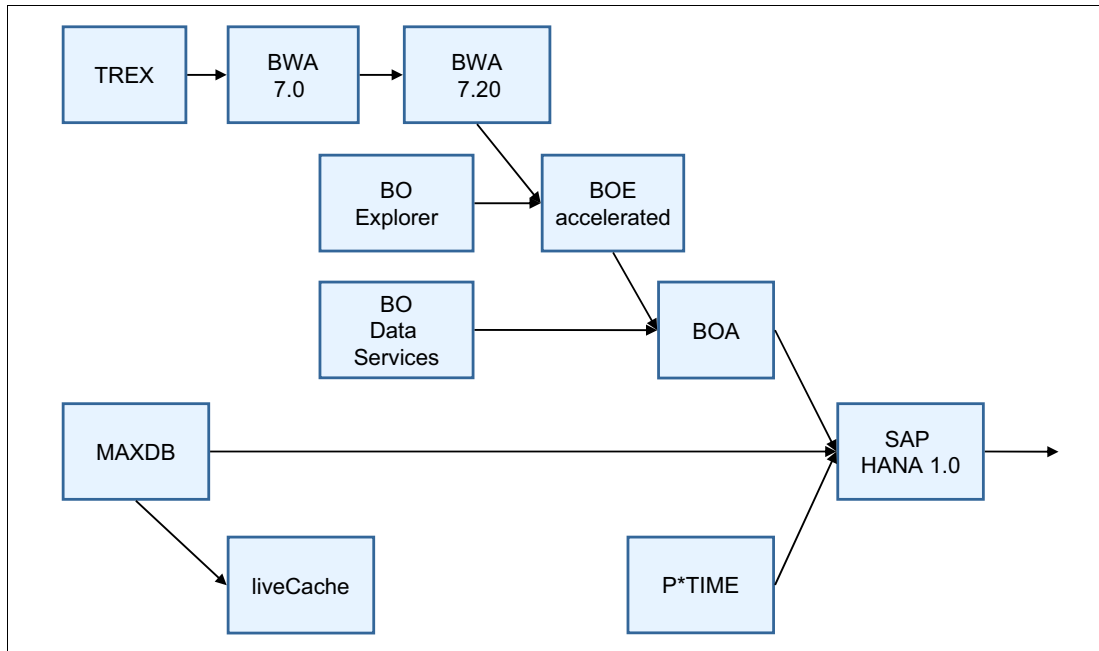 TREX
BWA
7.0
BWA
7.20
BO
Explorer
BOE
accelerated
BO
Data
Services
BOA
MAXDB
SAP
HANA 1.0
liveCache
P*TIME